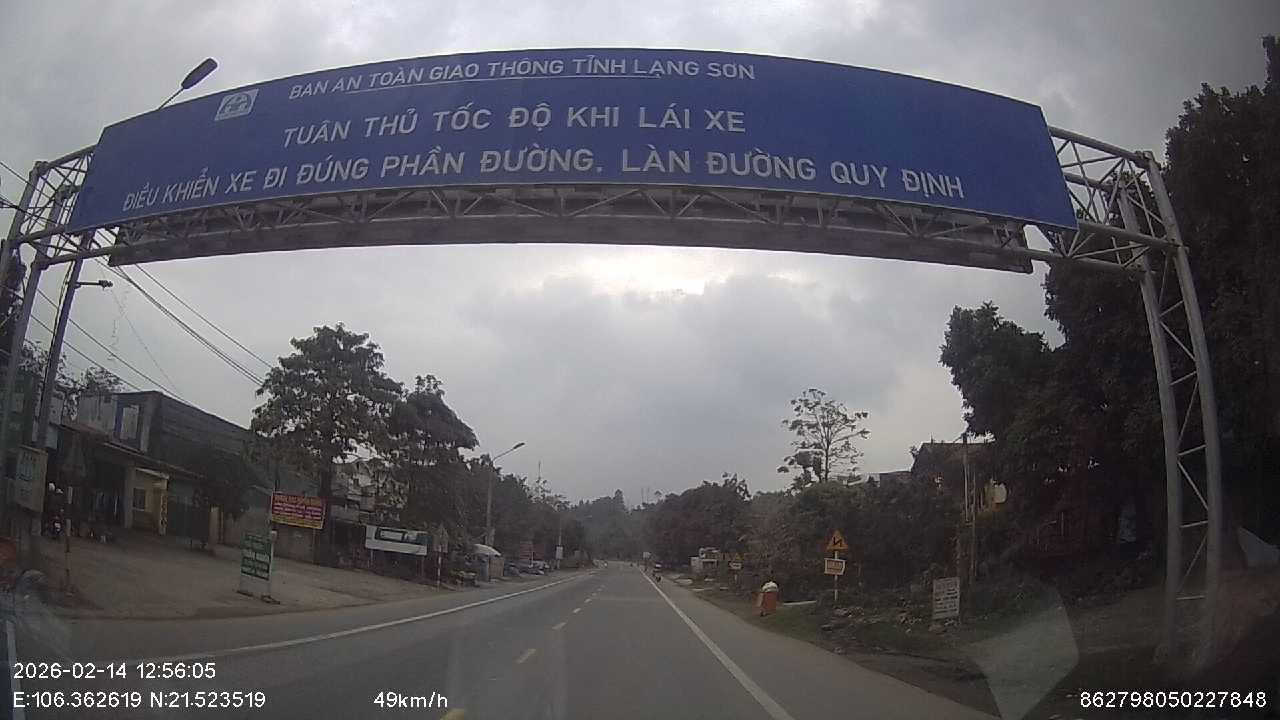 BAN AN TOÀN GIAO THÔNG TỈNH LẠNG SƠN
TUÂN THỦ TỐC ĐỘ KHI LÁI XE
ĐIỀU KHIỂN XE ĐI ĐÚNG PHẦN ĐƯỜNG, LÀN ĐƯỜNG QUY ĐỊNH
2026-02-14 12:56:05
E:106.362619 N:21.523519
49km/h
862798050227848